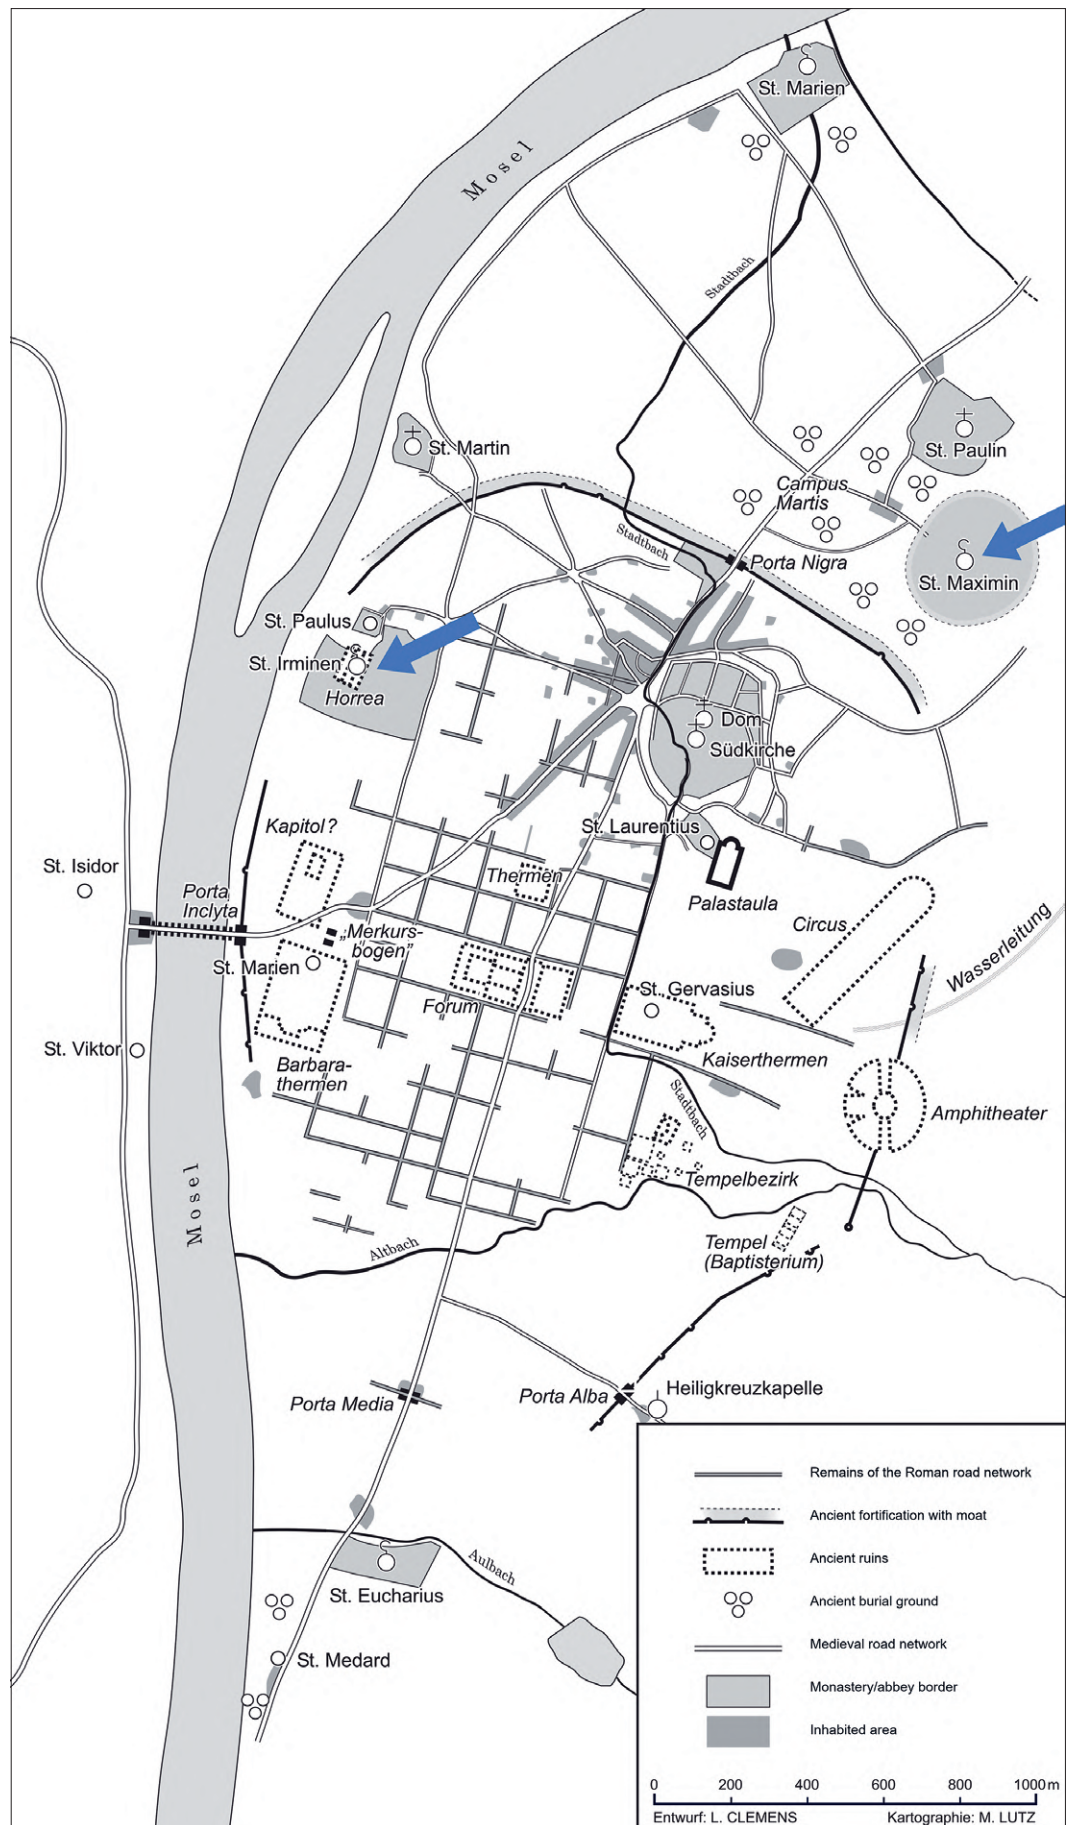 St. Marien
Mosel
Stadtbach
St. Martin
St. Paulin
Campus
Martis
Stadtbach
Porta Nigra
St. Maximin
St. Paulus
St. Irminen
Horrea
Dom
Südkirche
Kapitol?
St. Laurentius
St. Isidor
Thermen
Porta
Inclyta
Palastaula
Circus
„Merkurs-
bogen”
Wasserleitung
St. Marien
St. Gervasius
Forum
St. Viktor
Barbara-
thermen
Kaiserthermen
Stadtbach
Amphitheater
Mosel
Tempelbezirk
Altbach
Tempel
(Baptisterium)
Porta Media
Porta Alba
Heiligkreuzkapelle
Aulbach
St. Eucharius
St. Medard
Remains of the Roman road network
Ancient fortification with moat
Ancient ruins
Ancient burial ground
Medieval road network
Monastery/abbey border
Inhabited area
0 200 400 600 800 1000 m
Entwurf: L. CLEMENS Kartographie: M. LUTZ